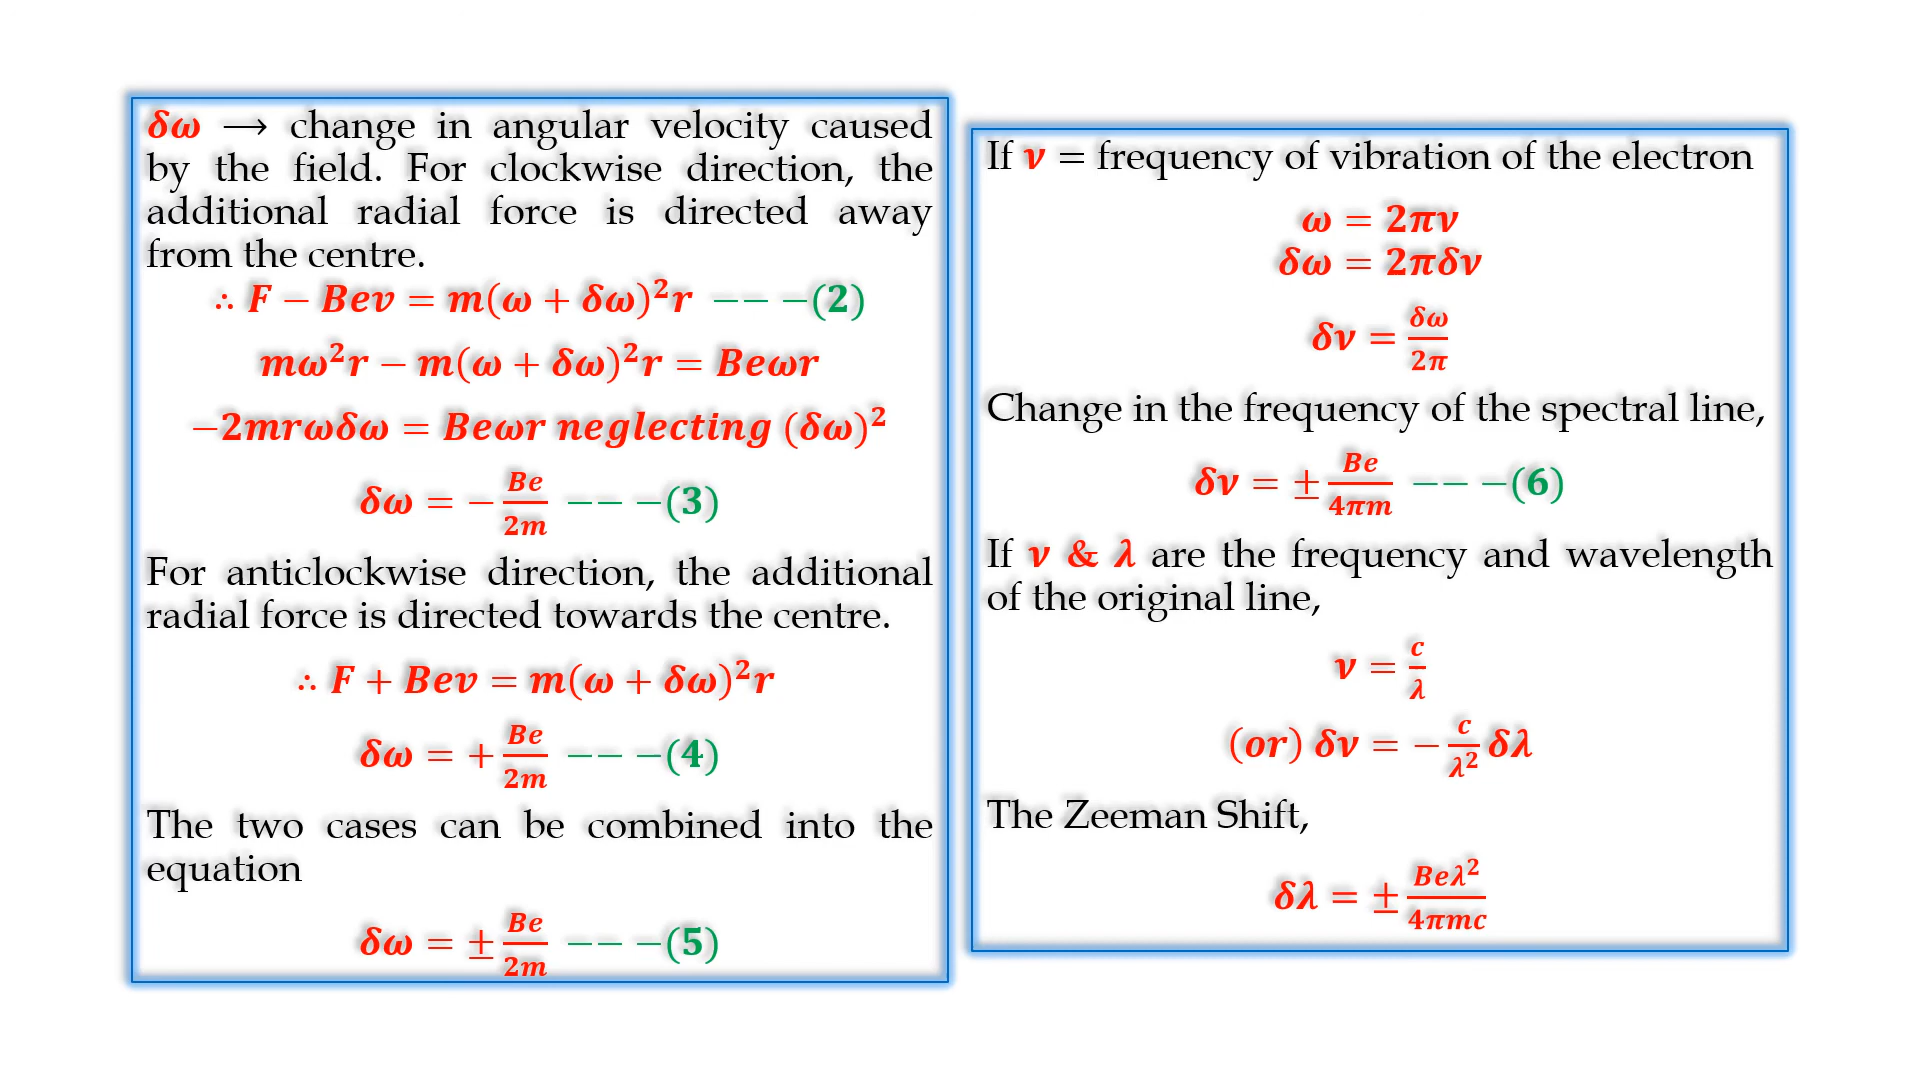 δω ⟶ change in angular velocity caused
by the field. For clockwise direction, the
additional radial force is directed away
from the centre.
∴ F − Bev = m(ω + δω)²r −− −(2)
mω²r − m(ω + δω)²r = Beωr
−2mrωδω = Beωr neglecting (δω)²
δω = − Be/2m −− −(3)
For anticlockwise direction, the additional
radial force is directed towards the centre.
∴ F + Bev = m(ω + δω)²r
δω = + Be/2m −− −(4)
The two cases can be combined into the
equation
δω = ± Be/2m −− −(5)
If ν = frequency of vibration of the electron
ω = 2πν
δω = 2πδν
δν = δω/2π
Change in the frequency of the spectral line,
δν = ± Be/4πm −− −(6)
If ν & λ are the frequency and wavelength
of the original line,
ν = c/λ
(or) δν = − c/λ² δλ
The Zeeman Shift,
δλ = ± Beλ²/4πmc